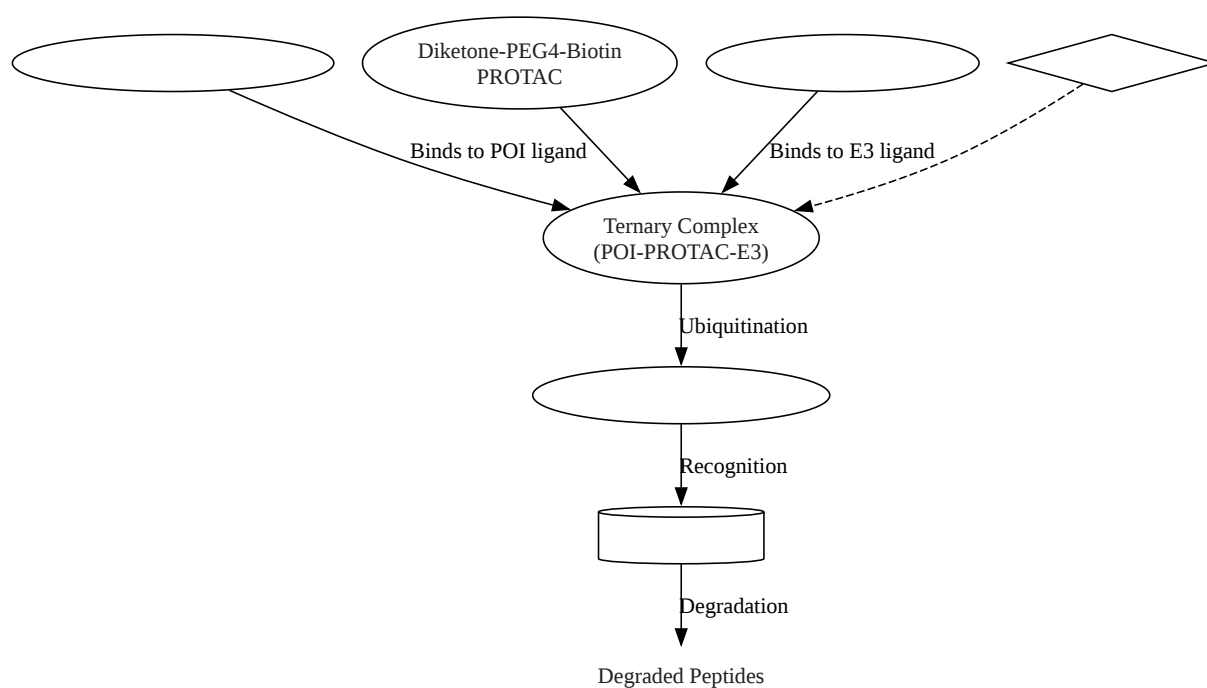 Diketone-PEG4-Biotin
PROTAC
Binds to POI ligand
Binds to E3 ligand
Ternary Complex
(POI-PROTAC-E3)
Ubiquitination
Recognition
Degradation
Degraded Peptides